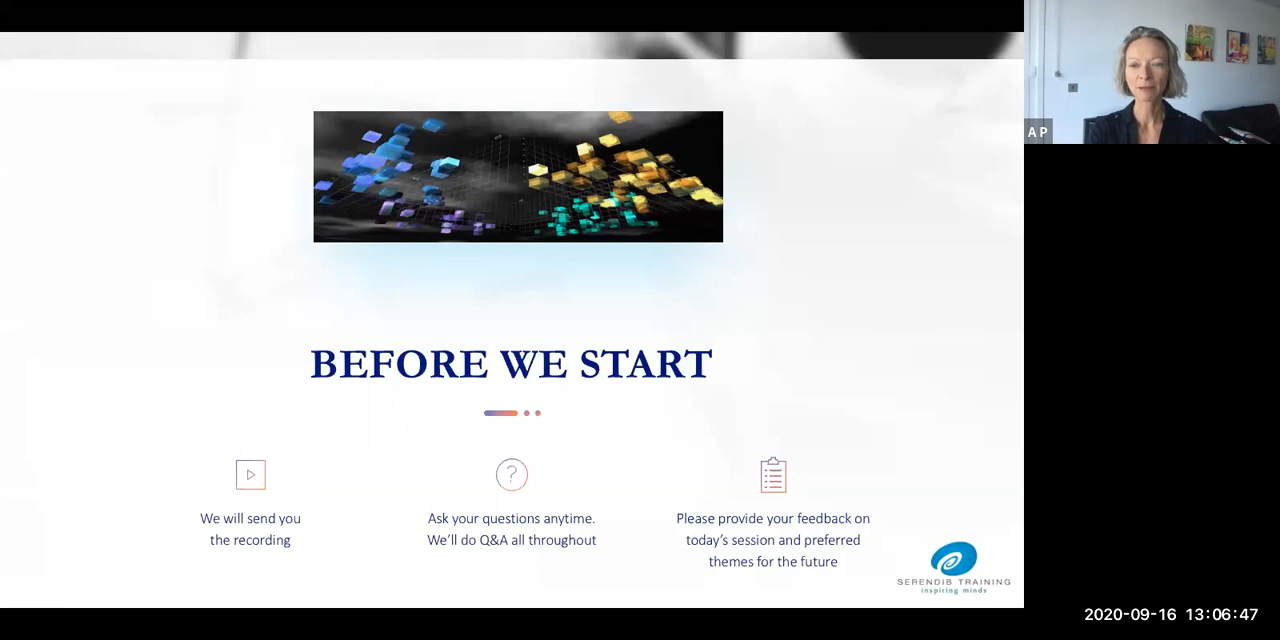 A P
BEFORE WE START
We will send you
the recording
Ask your questions anytime.
We'll do Q&A all throughout
Please provide your feedback on
today's session and preferred
themes for the future
SERENDIB TRAINING
inspiring minds
2020-09-16 13:06:47